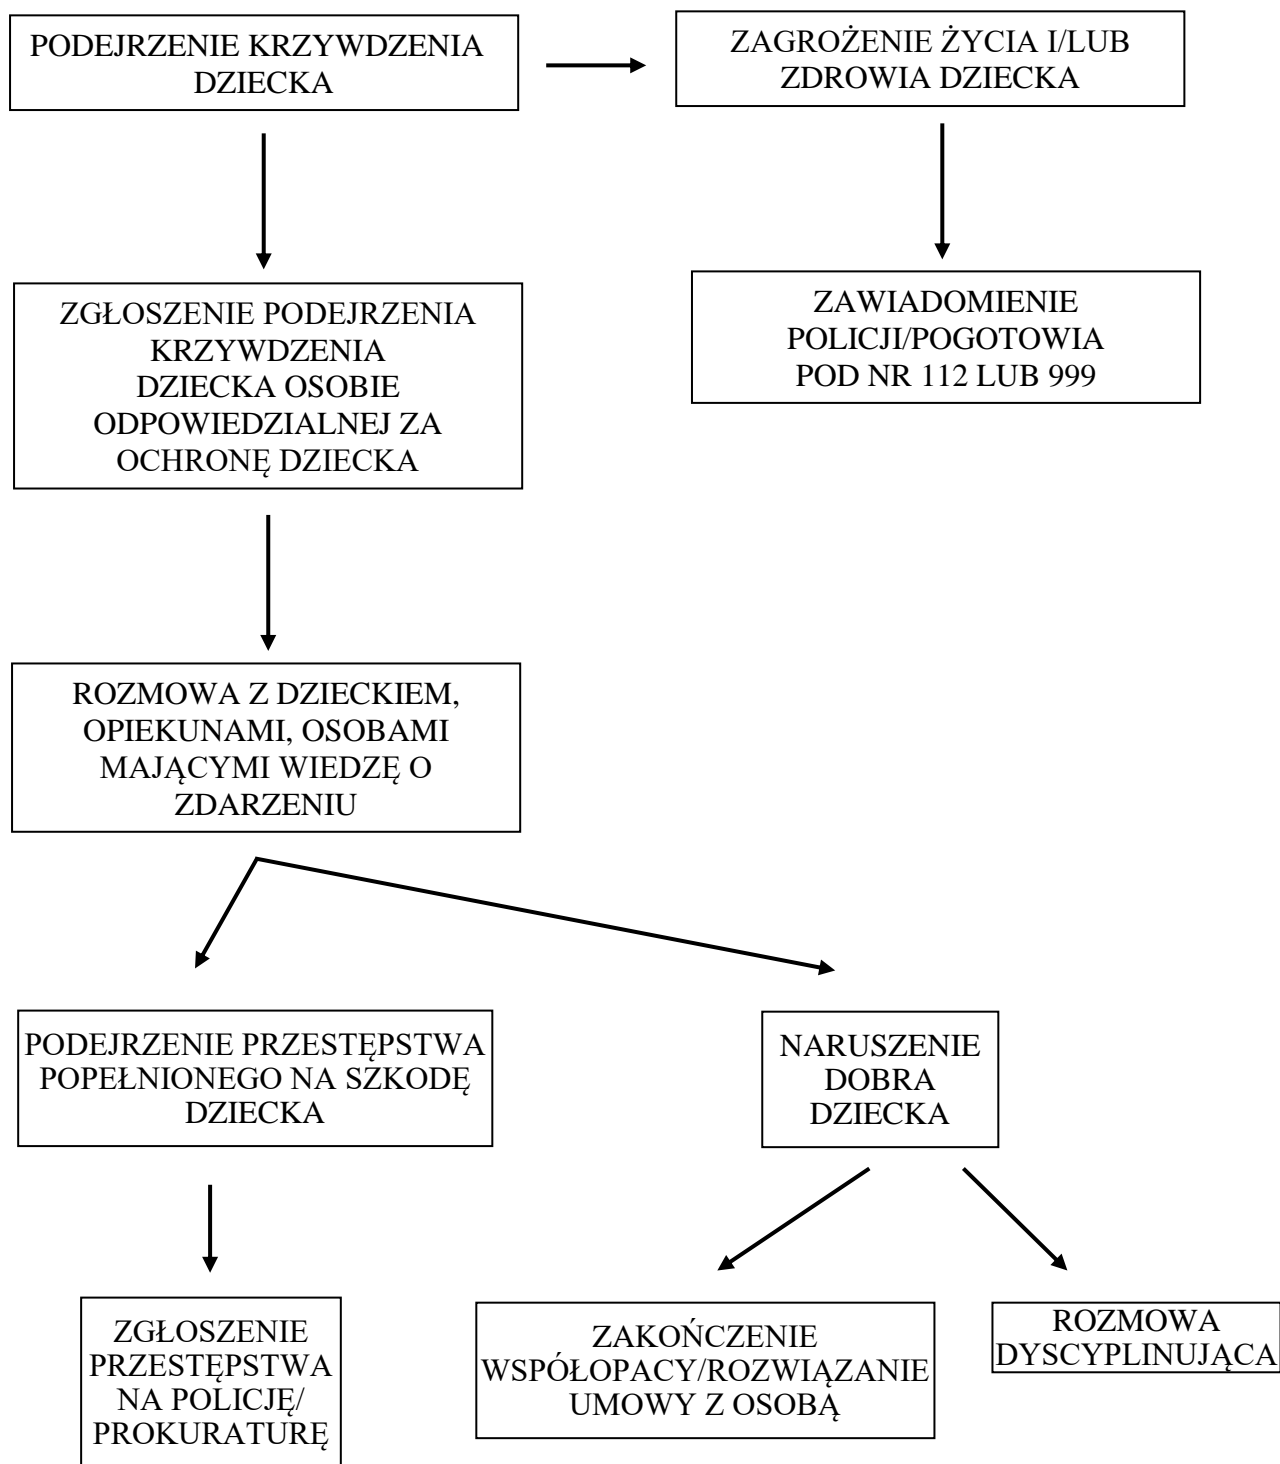 PODEJRZENIE KRZYWDZENIA
DZIECKA
ZAGROŻENIE ŻYCIA I/LUB
ZDROWIA DZIECKA
ZGŁOSZENIE PODEJRZENIA
KRZYWDZENIA
DZIECKA OSOBIE
ODPOWIEDZIALNEJ ZA
OCHRONĘ DZIECKA
ZAWIADOMIENIE
POLICJI/POGOTOWIA
POD NR 112 LUB 999
ROZMOWA Z DZIECKIEM,
OPIEKUNAMI, OSOBAMI
MAJĄCYMI WIEDZĘ O
ZDARZENIU
PODEJRZENIE PRZESTĘPSTWA
POPEŁNIONEGO NA SZKODĘ
DZIECKA
NARUSZENIE
DOBRA
DZIECKA
ZGŁOSZENIE
PRZESTĘPSTWA
NA POLICJĘ/
PROKURATURĘ
ZAKOŃCZENIE
WSPÓŁOPACY/ROZWIĄZANIE
UMOWY Z OSOBĄ
ROZMOWA
DYSCYPLINUJĄCA